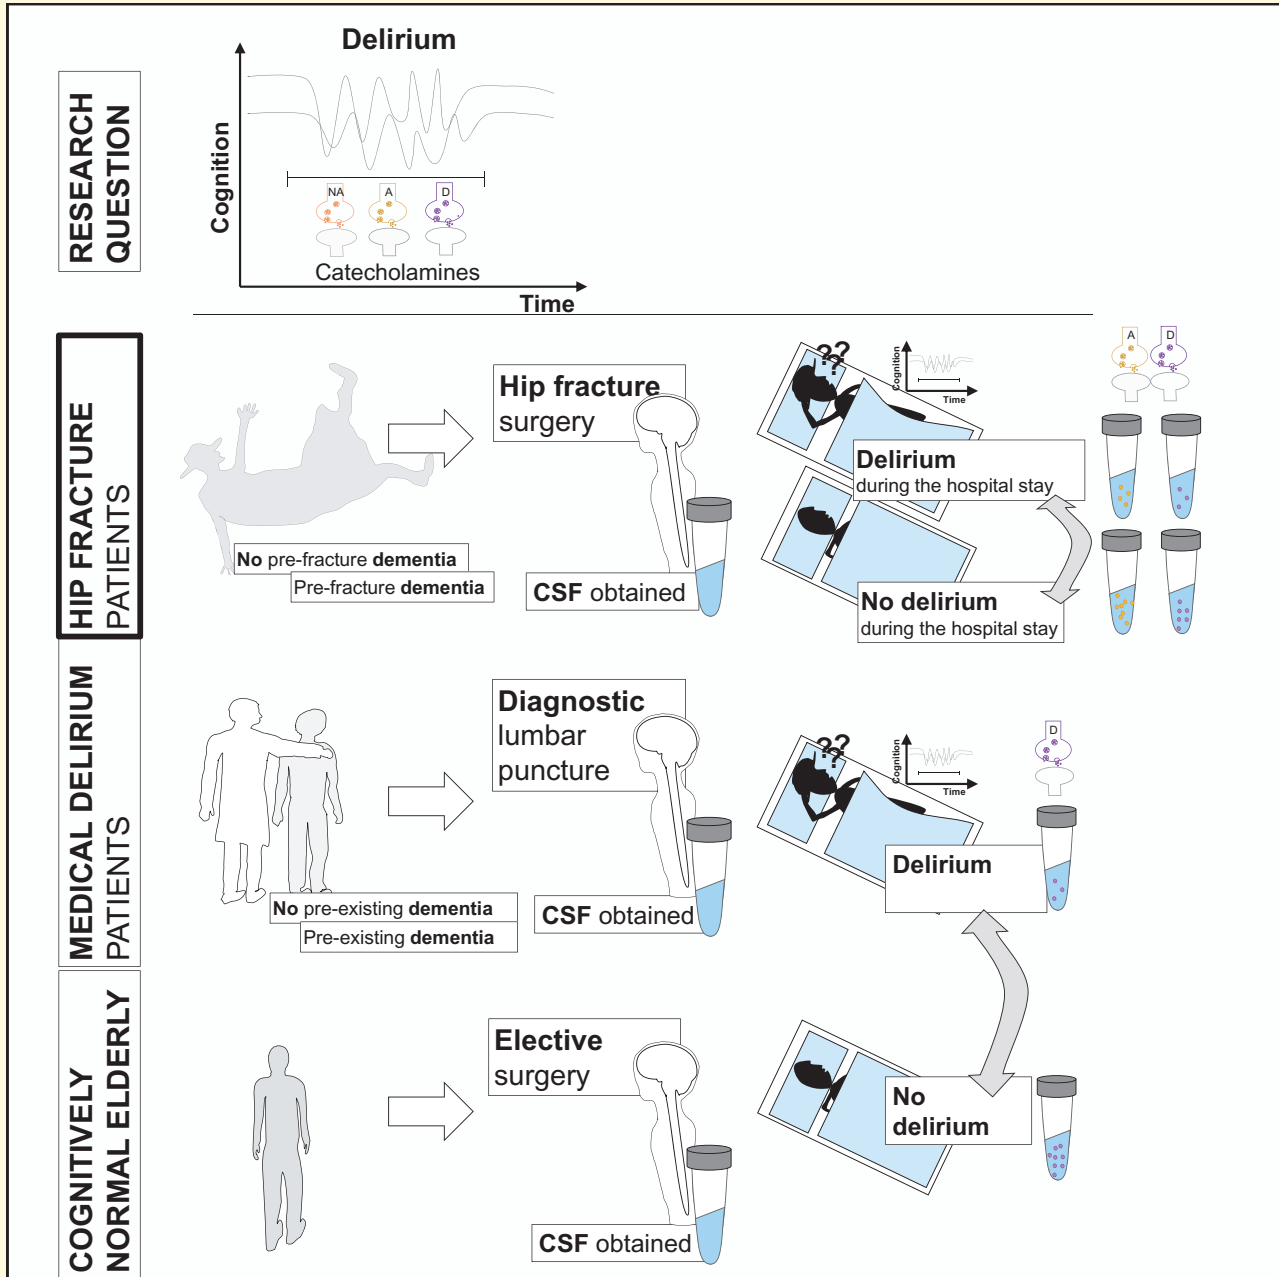 RESEARCH
QUESTION
Delirium
Cognition
NA
A
D
Catecholamines
Time
HIP FRACTURE
PATIENTS
No pre-fracture dementia
Pre-fracture dementia
Hip fracture
surgery
CSF obtained
??
?
Cognition
Time
Delirium
during the hospital stay
No delirium
during the hospital stay
A
D
MEDICAL DELIRIUM
PATIENTS
No pre-existing dementia
Pre-existing dementia
Diagnostic
lumbar
puncture
CSF obtained
??
?
Cognition
Time
Delirium
D
COGNITIVELY
NORMAL ELDERLY
Elective
surgery
CSF obtained
No
delirium